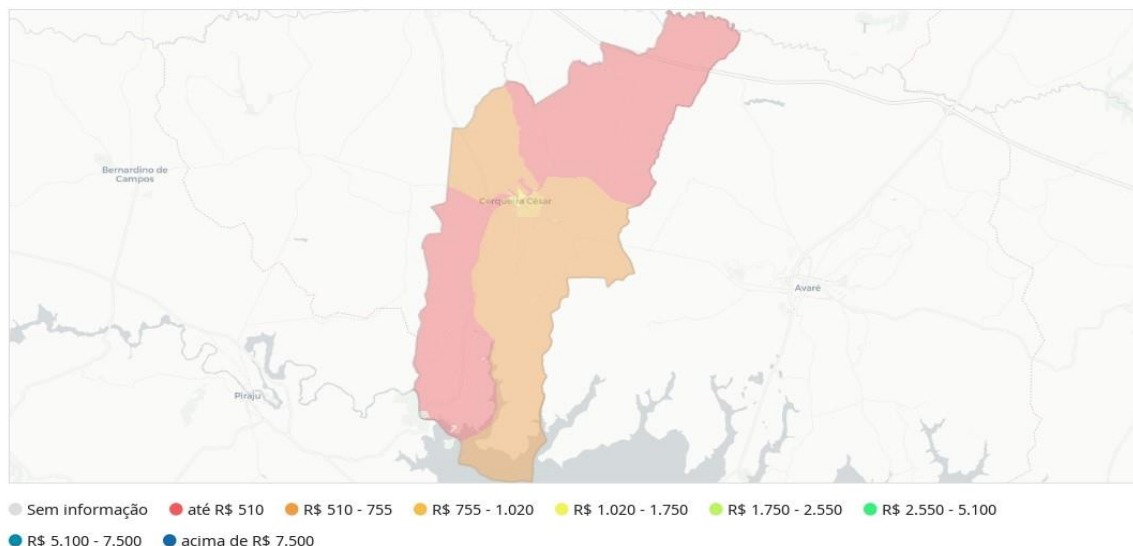 Bernardino de
Campos
Cerqueira César
Avaré
Piraju
Sem informação até R$ 510 R$ 510 - 755 R$ 755 - 1.020 R$ 1.020 - 1.750 R$ 1.750 - 2.550 R$ 2.550 - 5.100
R$ 5.100 - 7.500 acima de R$ 7.500